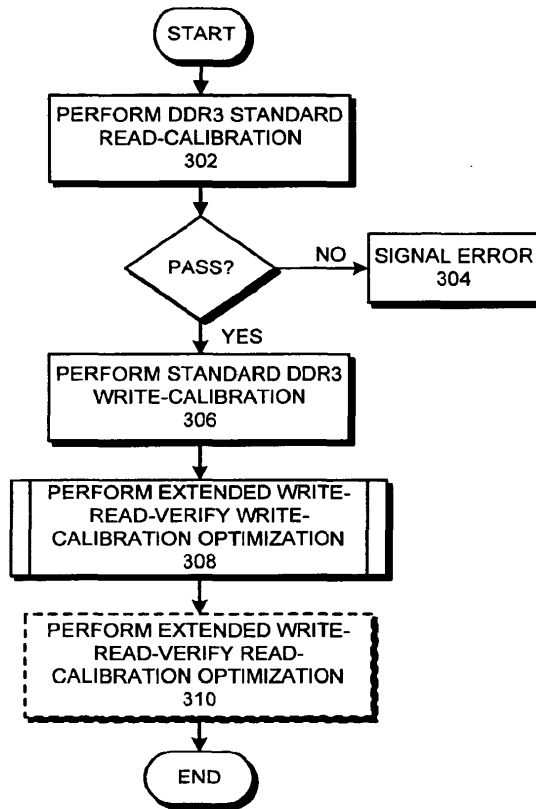 START
PERFORM DDR3 STANDARD
READ-CALIBRATION
302
PASS?
NO
SIGNAL ERROR
304
YES
PERFORM STANDARD DDR3
WRITE-CALIBRATION
306
PERFORM EXTENDED WRITE-
READ-VERIFY WRITE-
CALIBRATION OPTIMIZATION
308
PERFORM EXTENDED WRITE-
READ-VERIFY READ-
CALIBRATION OPTIMIZATION
310
END